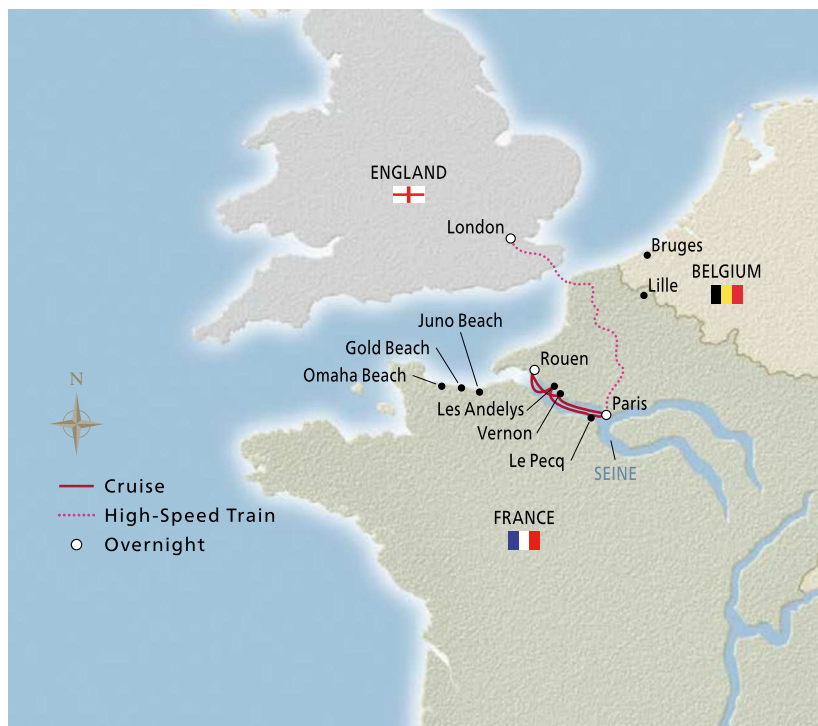 ENGLAND
London
Bruges
BELGIUM
Lille
Juno Beach
Gold Beach
Omaha Beach
Rouen
Les Andelys
Paris
Vernon
Le Pecq
SEINE
N
Cruise
High-Speed Train
Overnight
FRANCE